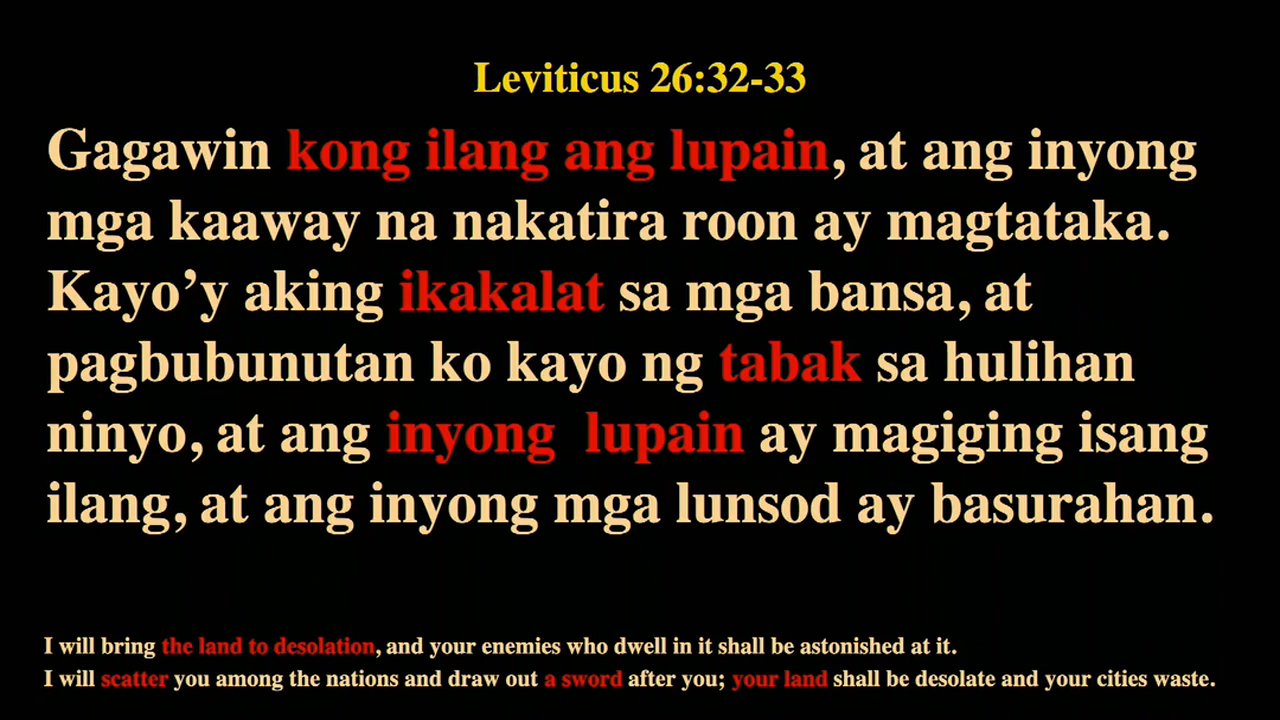 Leviticus 26:32-33
Gagawin kong ilang ang lupain, at ang inyong
mga kaaway na nakatira roon ay magtataka.
Kayo’y aking ikakalat sa mga bansa, at
pagbubunutan ko kayo ng tabak sa hulihan
ninyo, at ang inyong lupain ay magiging isang
ilang, at ang inyong mga lunsod ay basurahan.
I will bring the land to desolation, and your enemies who dwell in it shall be astonished at it.
I will scatter you among the nations and draw out a sword after you; your land shall be desolate and your cities waste.